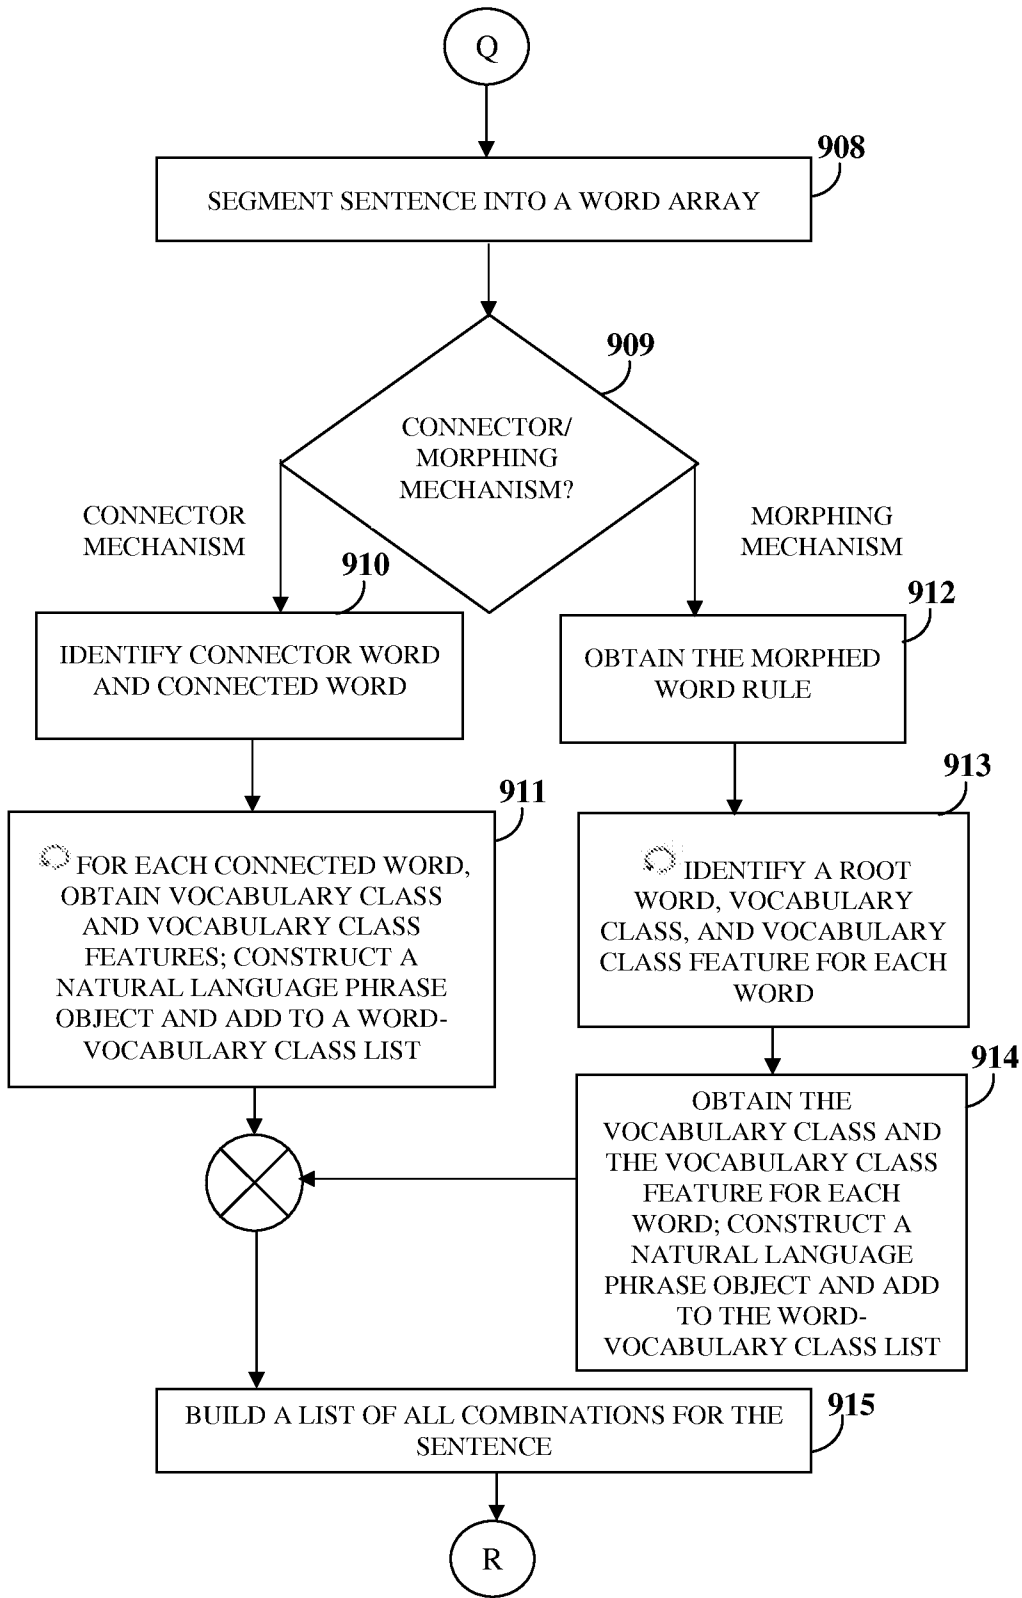 Q
908
SEGMENT SENTENCE INTO A WORD ARRAY
909
CONNECTOR/
MORPHING
MECHANISM?
CONNECTOR
MECHANISM
MORPHING
MECHANISM
910
IDENTIFY CONNECTOR WORD
AND CONNECTED WORD
912
OBTAIN THE MORPHED
WORD RULE
911
FOR EACH CONNECTED WORD,
OBTAIN VOCABULARY CLASS
AND VOCABULARY CLASS
FEATURES; CONSTRUCT A
NATURAL LANGUAGE PHRASE
OBJECT AND ADD TO A WORD-
VOCABULARY CLASS LIST
913
IDENTIFY A ROOT
WORD, VOCABULARY
CLASS, AND VOCABULARY
CLASS FEATURE FOR EACH
WORD
914
OBTAIN THE
VOCABULARY CLASS AND
THE VOCABULARY CLASS
FEATURE FOR EACH
WORD; CONSTRUCT A
NATURAL LANGUAGE
PHRASE OBJECT AND ADD
TO THE WORD-
VOCABULARY CLASS LIST
915
BUILD A LIST OF ALL COMBINATIONS FOR THE
SENTENCE
R